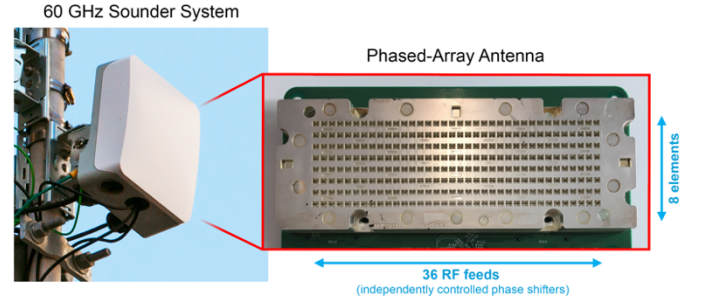 60 GHz Sounder System
Phased-Array Antenna
8 elements
36 RF feeds
(independently controlled phase shifters)